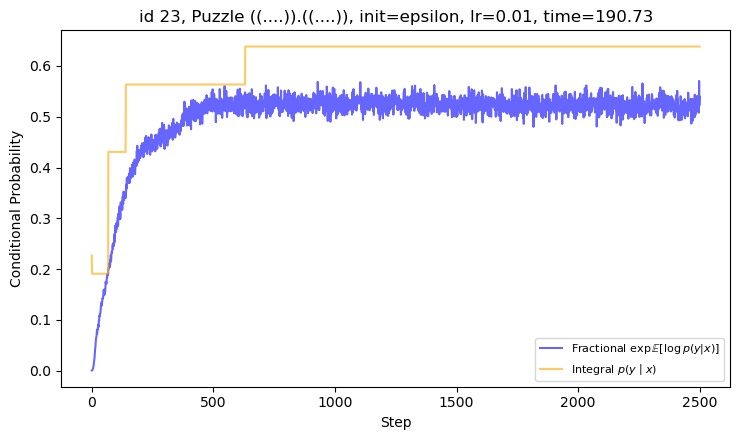 id 23, Puzzle ((....)).((....)), init=epsilon, lr=0.01, time=190.73
Conditional Probability
0.6
0.5
0.4
0.3
0.2
0.1
0.0
0
500
1000
1500
2000
2500
Step
Fractional exp𝔼[log p(y|x)]
Integral p(y | x)